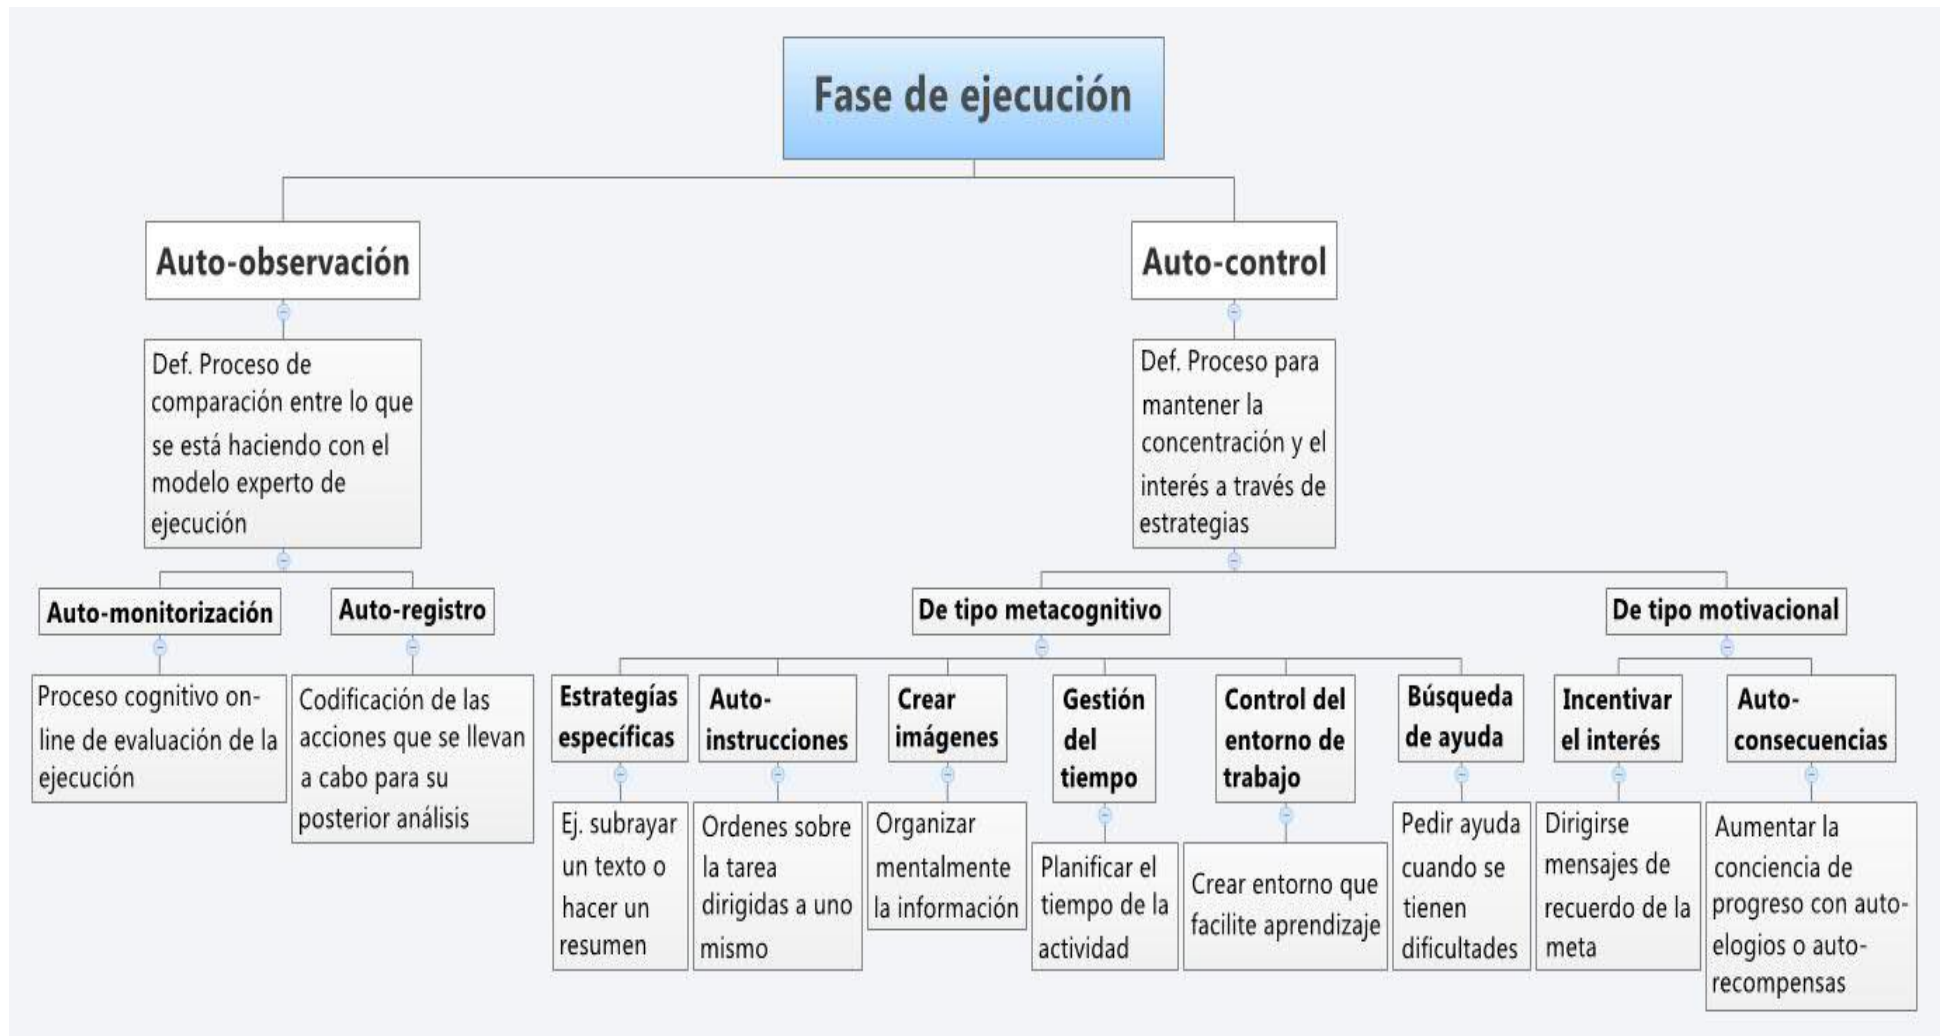 Fase de ejecución
Auto-observación
Def. Proceso de
comparación entre lo que
se está haciendo con el
modelo experto de
ejecución
Auto-monitorización
Proceso cognitivo on-
line de evaluación de la
ejecución
Auto-registro
Codificación de las
acciones que se llevan
a cabo para su
posterior análisis
Auto-control
Def. Proceso para
mantener la
concentración y el
interés a través de
estrategias
De tipo metacognitivo
Estrategías
específicas
Ej. subrayar
un texto o
hacer un
resumen
Auto-
instrucciones
Ordenes sobre
la tarea
dirigidas a uno
mismo
Crear
imágenes
Organizar
mentalmente
la información
Gestión
del
tiempo
Planificar el
tiempo de la
actividad
Control del
entorno de
trabajo
Crear entorno que
facilite aprendizaje
Búsqueda
de ayuda
Pedir ayuda
cuando se
tienen
dificultades
De tipo motivacional
Incentivar
el interés
Dirigirse
mensajes de
recuerdo de la
meta
Auto-
consecuencias
Aumentar la
conciencia de
progreso con auto-
elogios o auto-
recompensas